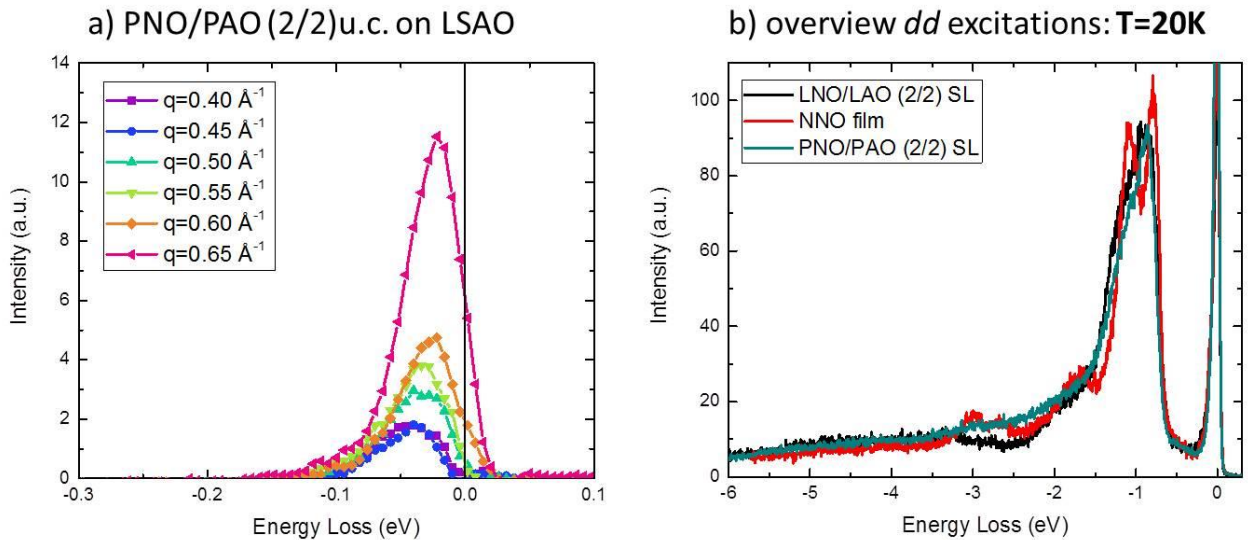 a) PNO/PAO (2/2)u.c. on LSAO
14
12
10
8
6
4
2
0
Intensity (a.u.)
q=0.40 Å⁻¹
q=0.45 Å⁻¹
q=0.50 Å⁻¹
q=0.55 Å⁻¹
q=0.60 Å⁻¹
q=0.65 Å⁻¹
-0.3
-0.2
-0.1
0.0
0.1
Energy Loss (eV)
b) overview dd excitations: T=20K
100
80
60
40
20
0
Intensity (a.u.)
LNO/LAO (2/2) SL
NNO film
PNO/PAO (2/2) SL
-6
-5
-4
-3
-2
-1
0
Energy Loss (eV)